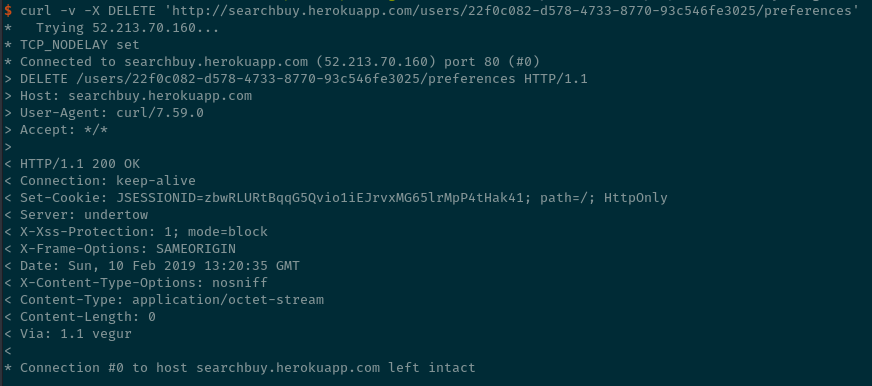 $ curl -v -X DELETE 'http://searchbuy.herokuapp.com/users/22f0c082-d578-4733-8770-93c546fe3025/preferences'
*   Trying 52.213.70.160...
* TCP_NODELAY set
* Connected to searchbuy.herokuapp.com (52.213.70.160) port 80 (#0)
> DELETE /users/22f0c082-d578-4733-8770-93c546fe3025/preferences HTTP/1.1
> Host: searchbuy.herokuapp.com
> User-Agent: curl/7.59.0
> Accept: */*
>
< HTTP/1.1 200 OK
< Connection: keep-alive
< Set-Cookie: JSESSIONID=zbwRLURtBqqG5Qvio1iEJrvxMG65lrMpP4tHak41; path=/; HttpOnly
< Server: undertow
< X-Xss-Protection: 1; mode=block
< X-Frame-Options: SAMEORIGIN
< Date: Sun, 10 Feb 2019 13:20:35 GMT
< X-Content-Type-Options: nosniff
< Content-Type: application/octet-stream
< Content-Length: 0
< Via: 1.1 vegur
<
* Connection #0 to host searchbuy.herokuapp.com left intact